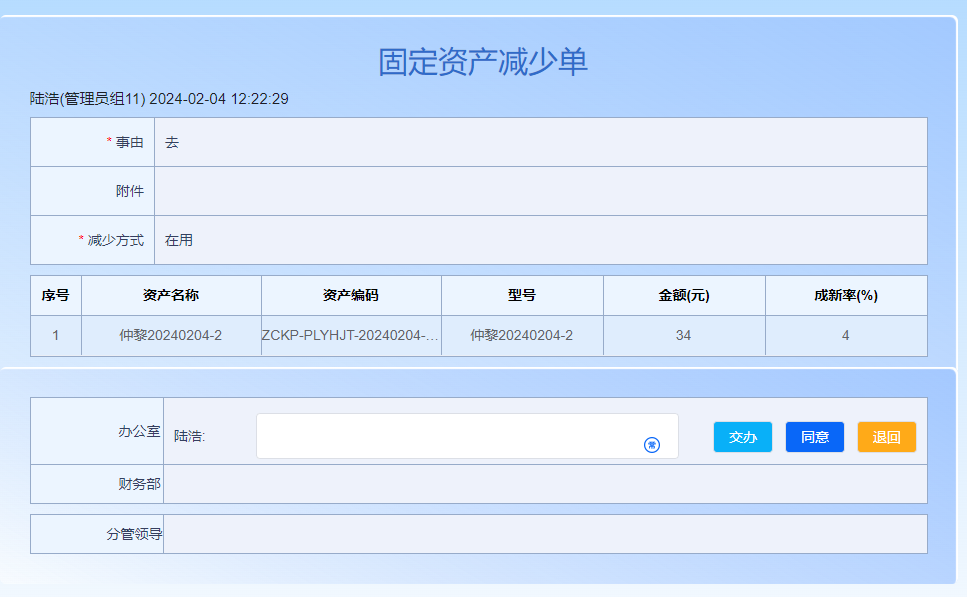 固定资产减少单
陆浩(管理员组11) 2024-02-04 12:22:29
* 事由 去
附件
* 减少方式 在用
序号 资产名称 资产编码 型号 金额(元) 成新率(%)
1 仲黎20240204-2 ZCKP-PLYHJT-20240204-... 仲黎20240204-2 34 4
办公室 陆浩: 常 交办 同意 退回
财务部
分管领导